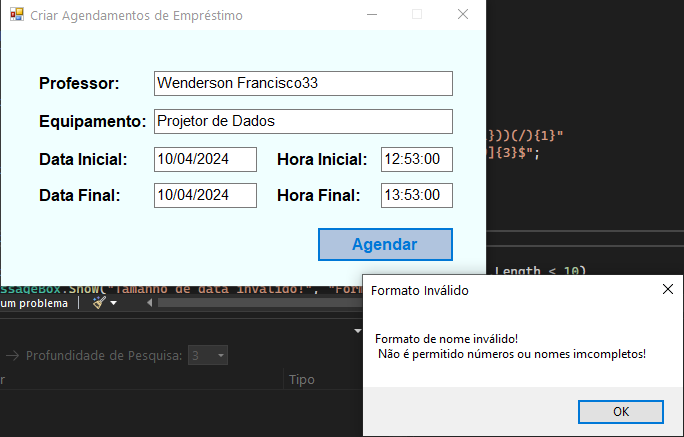 Criar Agendamentos de Empréstimo
Professor: Wenderson Francisco33
Equipamento: Projetor de Dados
Data Inicial: 10/04/2024 Hora Inicial: 12:53:00
Data Final: 10/04/2024 Hora Final: 13:53:00
Agendar
}))(/){1}"
]{3}$";
Length < 10)
ssageBox.Show("Tamanho de data inválido!", "For
um problema
Profundidade de Pesquisa: 3
r Tipo
Formato Inválido
Formato de nome inválido!
Não é permitido números ou nomes imcompletos!
OK